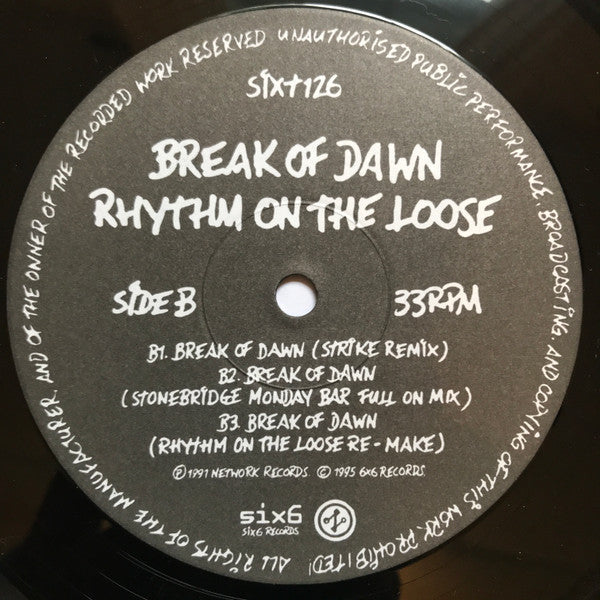 ALL RIGHTS OF THE MANUFACTURER, AND OF THE OWNER OF THE RECORDED WORK RESERVED UNAUTHORISED PUBLIC PERFORMANCE, BROADCASTING, AND COPYING OF THIS WORK PROHIBITED!
SIXT126
BREAK OF DAWN
RHYTHM ON THE LOOSE
SIDE B
33RPM
B1. BREAK OF DAWN (STRIKE REMIX)
B2. BREAK OF DAWN
(STONEBRIDGE MONDAY BAR FULL ON MIX)
B3. BREAK OF DAWN
(RHYTHM ON THE LOOSE RE-MAKE)
℗ 1991 NETWORK RECORDS © 1995 6x6 RECORDS
six6
SIX6 RECORDS